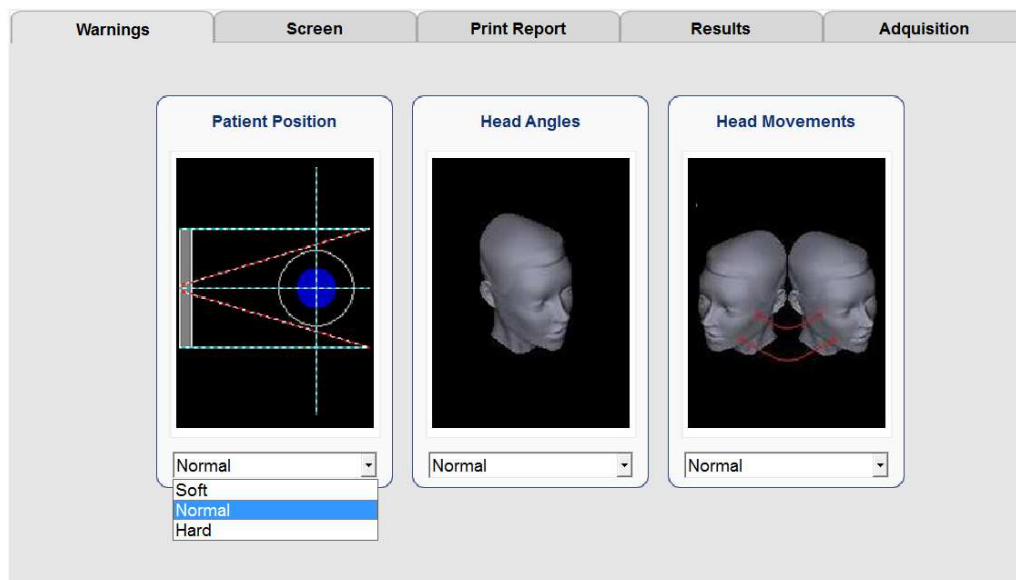 Warnings
Screen
Print Report
Results
Adquisition
Patient Position
Head Angles
Head Movements
Normal
Normal
Normal
Soft
Normal
Hard